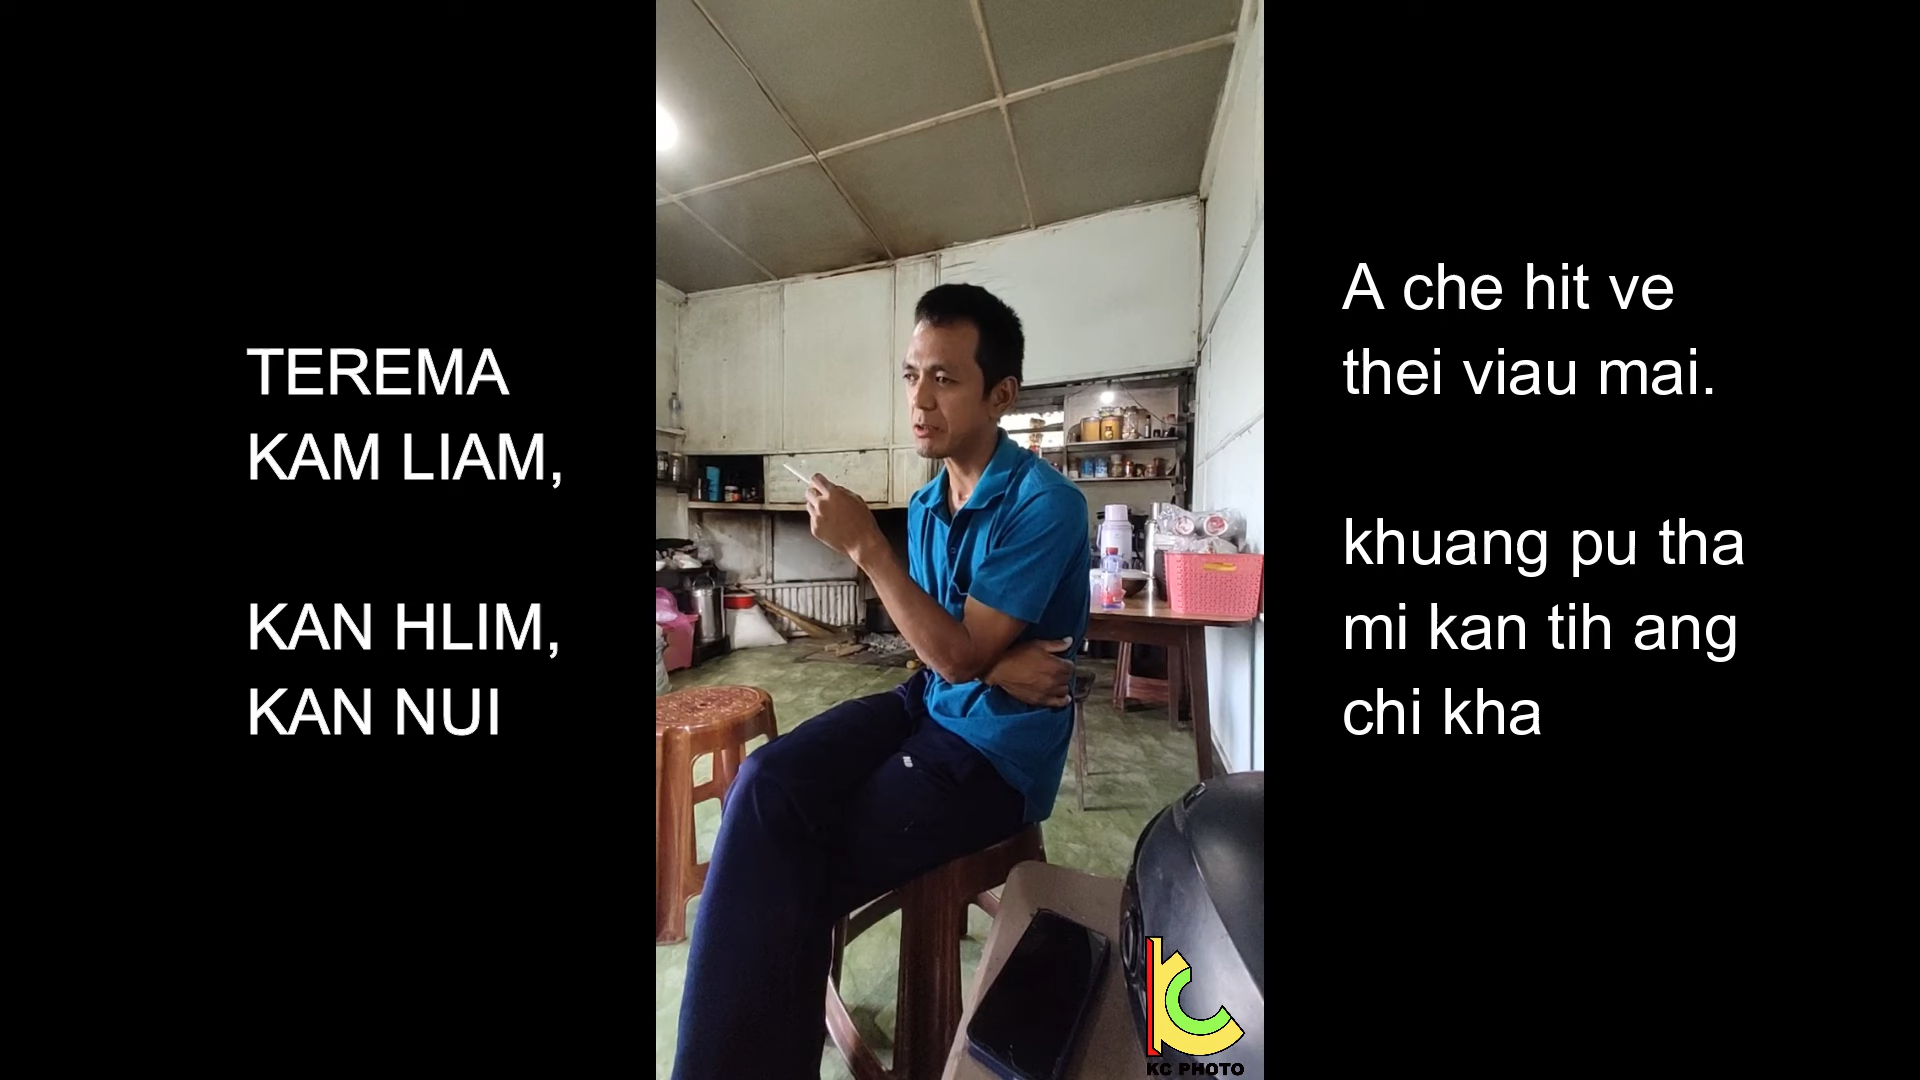 TEREMA
KAM LIAM,
KAN HLIM,
KAN NUI
A che hit ve
thei viau mai.
khuang pu tha
mi kan tih ang
chi kha
KC PHOTO